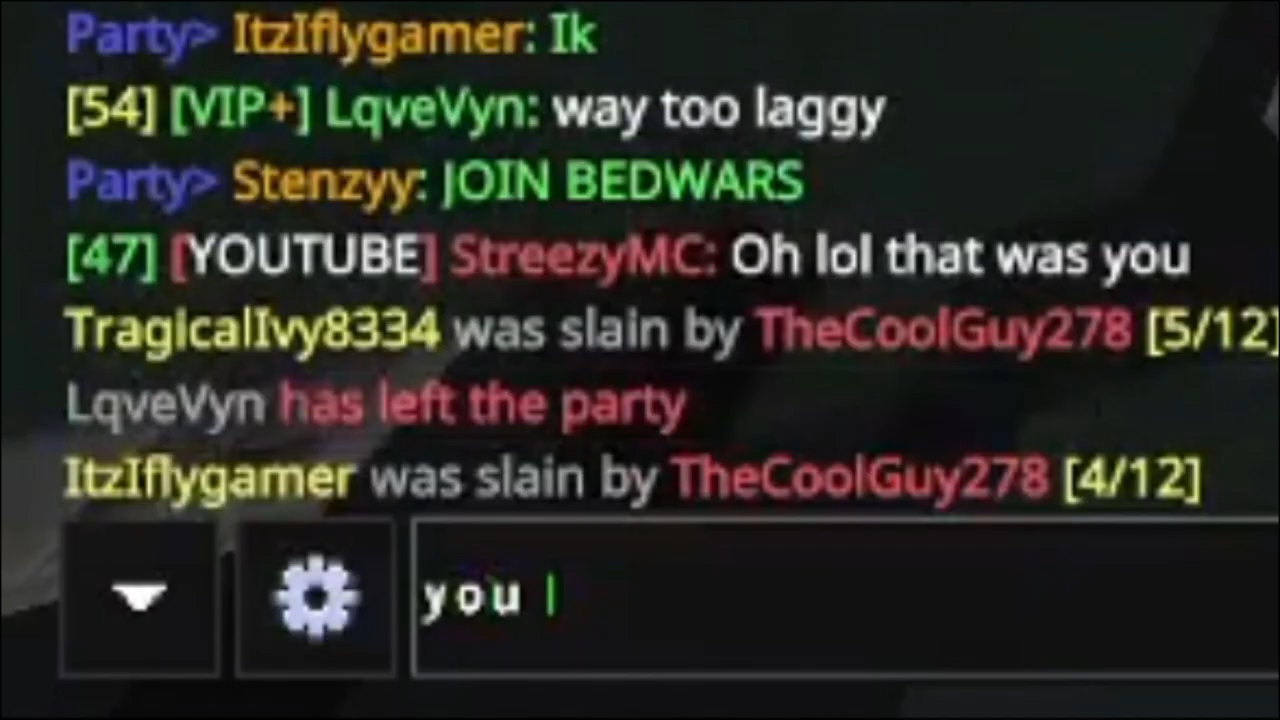 Party> ItzIflygamer: Ik
[54] [VIP+] LqveVyn: way too laggy
Party> Stenzyy: JOIN BEDWARS
[47] [YOUTUBE] StreezyMC: Oh lol that was you
TragicalIvy8334 was slain by TheCoolGuy278 [5/12]
LqveVyn has left the party
ItzIflygamer was slain by TheCoolGuy278 [4/12]
you